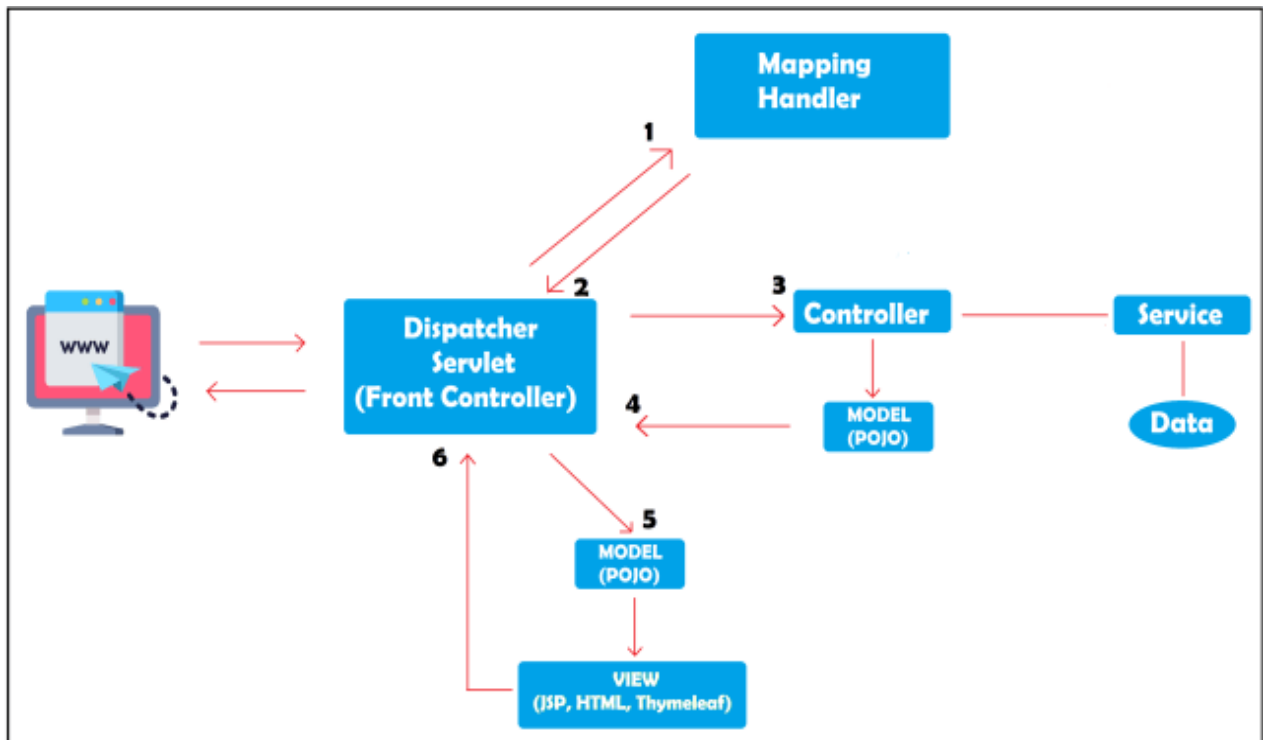 Mapping
Handler
1
2
3
Controller
Service
www
Dispatcher
Servlet
(Front Controller)
4
MODEL
(POJO)
Data
6
5
MODEL
(POJO)
VIEW
(JSP, HTML, Thymeleaf)